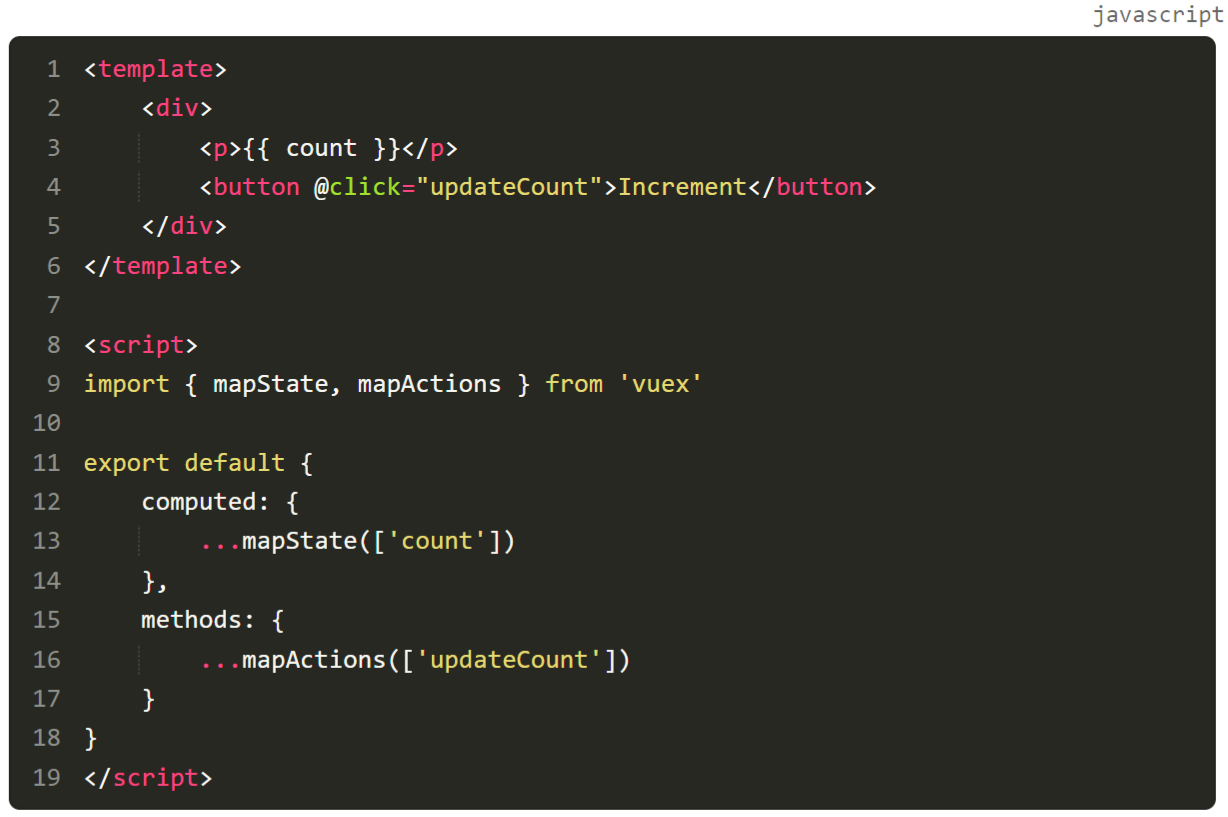 javascript
1 <template>
2     <div>
3         <p>{{ count }}</p>
4         <button @click="updateCount">Increment</button>
5     </div>
6 </template>
7
8 <script>
9 import { mapState, mapActions } from 'vuex'
10
11 export default {
12     computed: {
13         ...mapState(['count'])
14     },
15     methods: {
16         ...mapActions(['updateCount'])
17     }
18 }
19 </script>